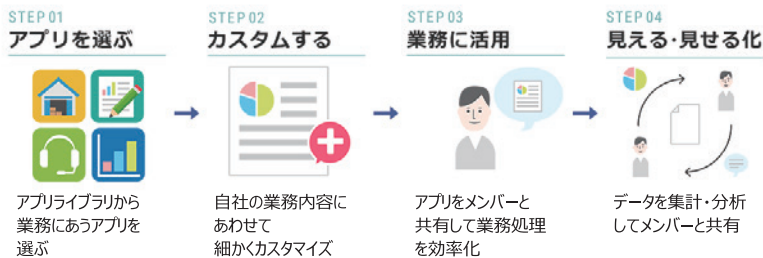 STEP 01
アプリを選ぶ
アプリライブラリから
業務にあうアプリを
選ぶ
STEP 02
カスタムする
自社の業務内容に
あわせて
細かくカスタマイズ
STEP 03
業務に活用
アプリをメンバーと
共有して業務処理
を効率化
STEP 04
見える・見せる化
データを集計・分析
してメンバーと共有